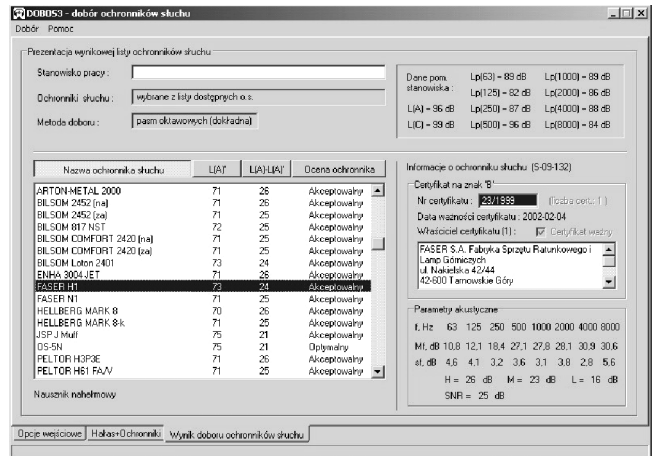 DOBOS3 - dobór ochronników słuchu
Dobór Pomoc
Prezentacja wynikowej listy ochronników słuchu
Stanowisko pracy :
Ochronniki słuchu : wybrane z listy dostępnych o.s.
Metoda doboru : pasm oktawowych (dokładna)
Dane pom. stanowiska :
Lp(63) = 89 dB Lp(1000) = 89 dB
Lp(125) = 82 dB Lp(2000) = 86 dB
L(A) = 96 dB Lp(250) = 87 dB Lp(4000) = 88 dB
L(C) = 99 dB Lp(500) = 96 dB Lp(8000) = 84 dB
Nazwa ochronnika słuchu L(A)' L(A)-L(A)' Ocena ochronnika
ARTON-METAL 2000 71 26 Akceptowalny
BILSOM 2452 [na] 71 26 Akceptowalny
BILSOM 2452 [za] 71 25 Akceptowalny
BILSOM 817 NST 72 25 Akceptowalny
BILSOM COMFORT 2420 [na] 71 25 Akceptowalny
BILSOM COMFORT 2420 [za] 71 25 Akceptowalny
BILSOM Loton 2401 73 24 Akceptowalny
ENHA 3004 JET 71 26 Akceptowalny
FASER H1 73 24 Akceptowalny
FASER N1 71 25 Akceptowalny
HELLBERG MARK 8 70 26 Akceptowalny
HELLBERG MARK 8-k 71 25 Akceptowalny
JSP J Muff 75 21 Akceptowalny
OS-5N 75 21 Optymalny
PELTOR H3P3E 71 26 Akceptowalny
PELTOR H61 FA/V 71 25 Akceptowalny
Nausznik nahełmowy
Informacje o ochronniku słuchu (S-09-132)
Certyfikat na znak 'B'
Nr certyfikatu : 23/1999 (liczba cert.: 1 )
Data ważności certyfikatu : 2002-02-04
Właściciel certyfikatu (1) : Certyfikat ważny
FASER S.A. Fabryka Sprzętu Ratunkowego i
Lamp Górniczych
ul. Nakielska 42/44
42-600 Tarnowskie Góry
Parametry akustyczne
f, Hz 63 125 250 500 1000 2000 4000 8000
Mf, dB 10,8 12,1 18,4 27,1 27,8 28,1 30,9 30,6
sf, dB 4,6 4,1 3,2 3,6 3,1 3,8 2,8 5,6
H = 26 dB M = 23 dB L = 16 dB
SNR = 25 dB
Opcje wejściowe Hałas+Ochronniki Wynik doboru ochronników słuchu